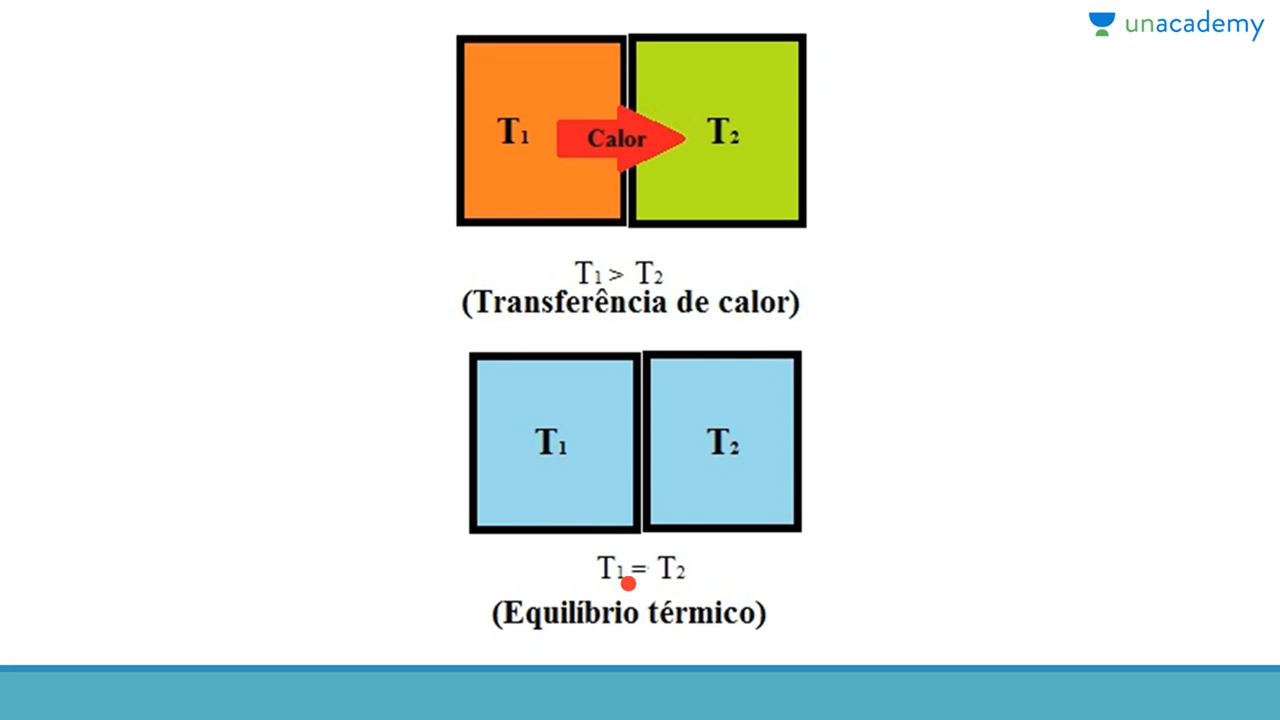 unacademy
T₁ Calor T₂
T₁ > T₂
(Transferência de calor)
T₁ T₂
T₁ = T₂
(Equilíbrio térmico)